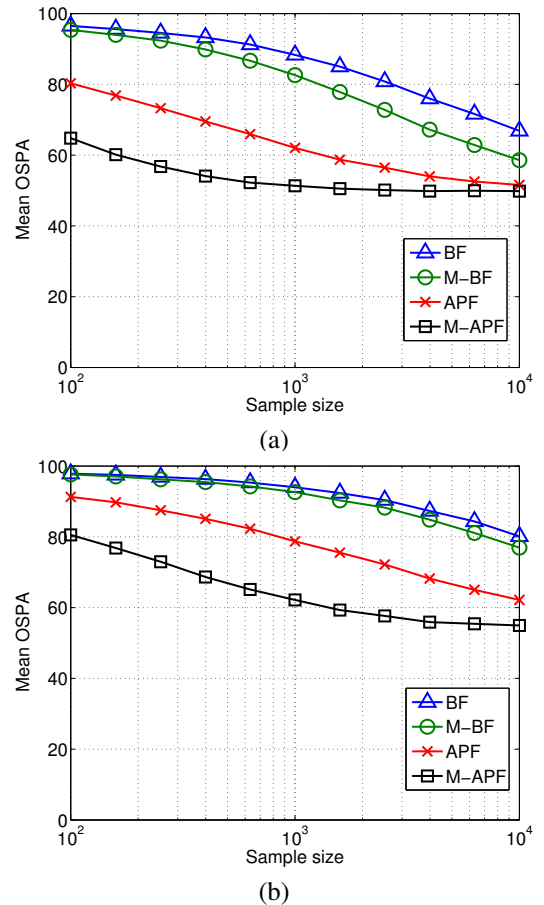 100
80
60
40
20
0
Mean OSPA
BF
M-BF
APF
M-APF
10^2
10^3
10^4
Sample size
(a)
100
80
60
40
20
0
Mean OSPA
BF
M-BF
APF
M-APF
10^2
10^3
10^4
Sample size
(b)